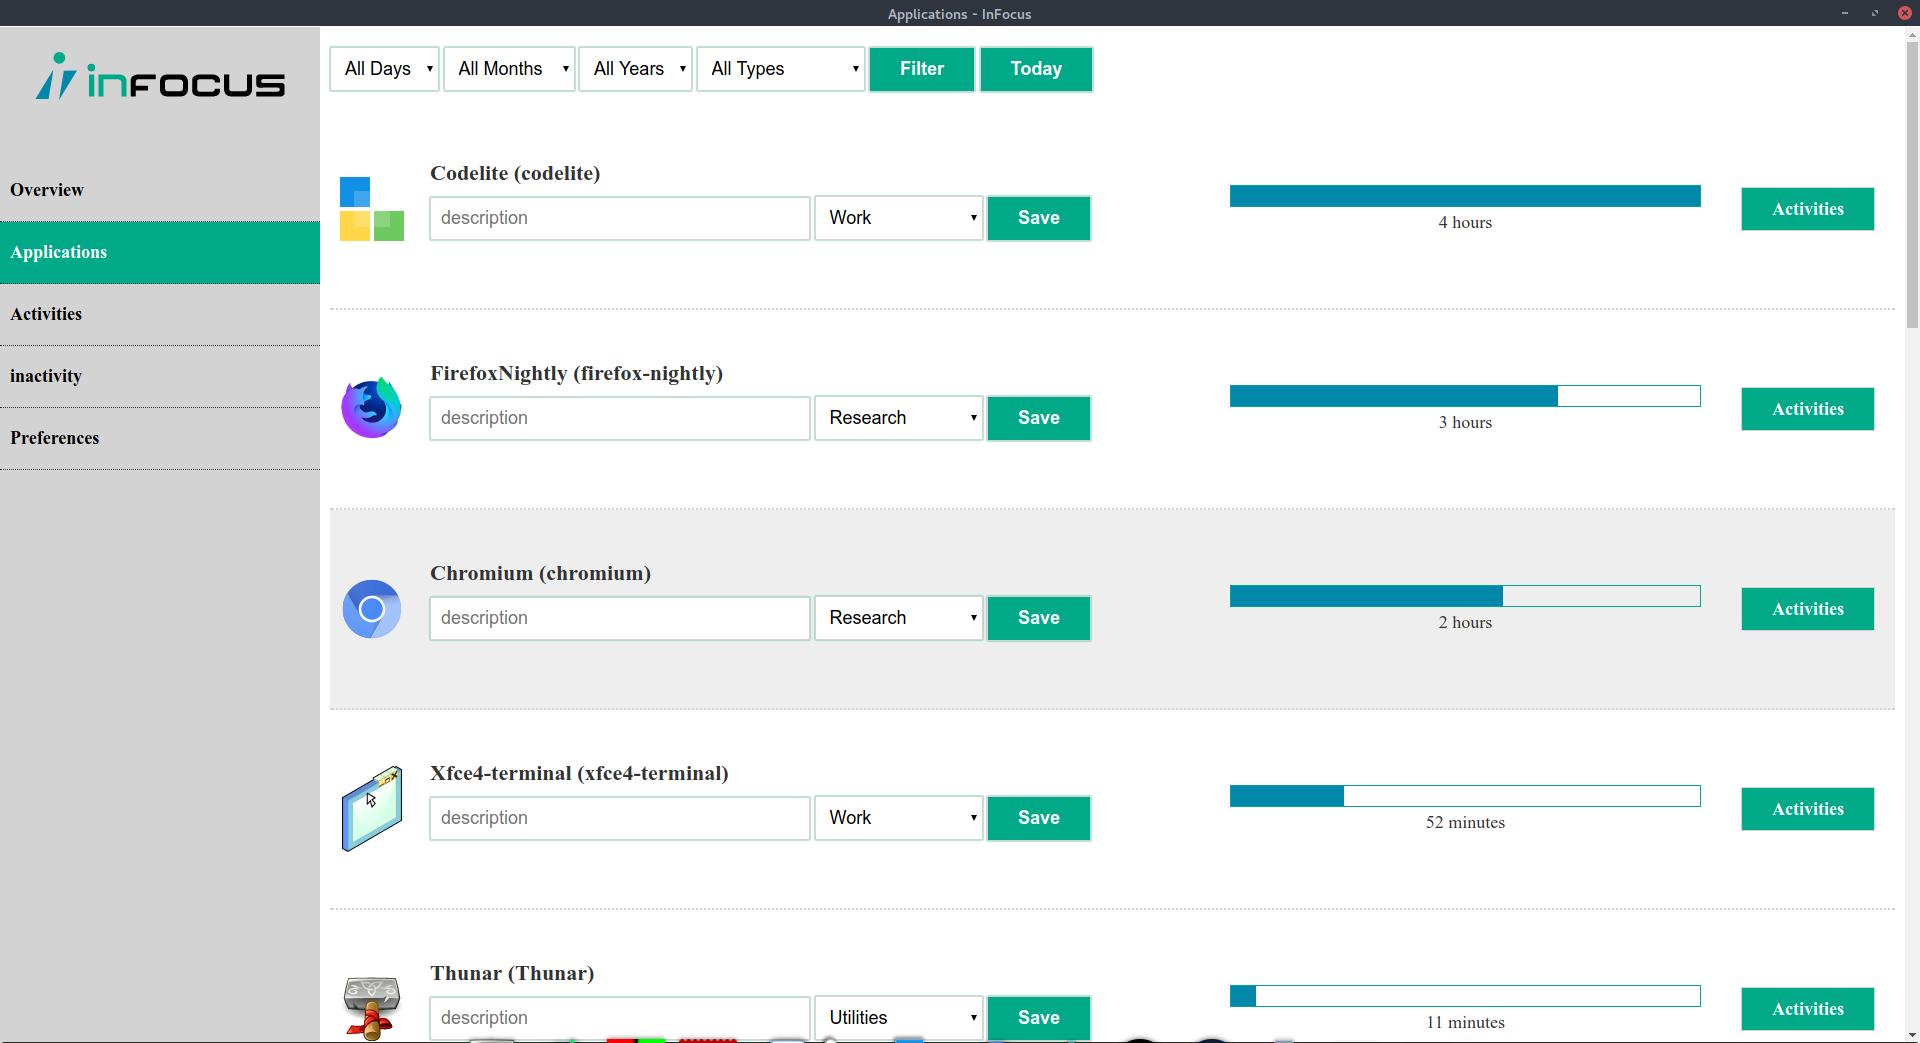 Applications - InFocus
inFOCUS
All Days All Months All Years All Types Filter Today
Overview
Applications
Activities
inactivity
Preferences
Codelite (codelite)
description Work Save
4 hours
Activities
FirefoxNightly (firefox-nightly)
description Research Save
3 hours
Activities
Chromium (chromium)
description Research Save
2 hours
Activities
Xfce4-terminal (xfce4-terminal)
description Work Save
52 minutes
Activities
Thunar (Thunar)
description Utilities Save
11 minutes
Activities